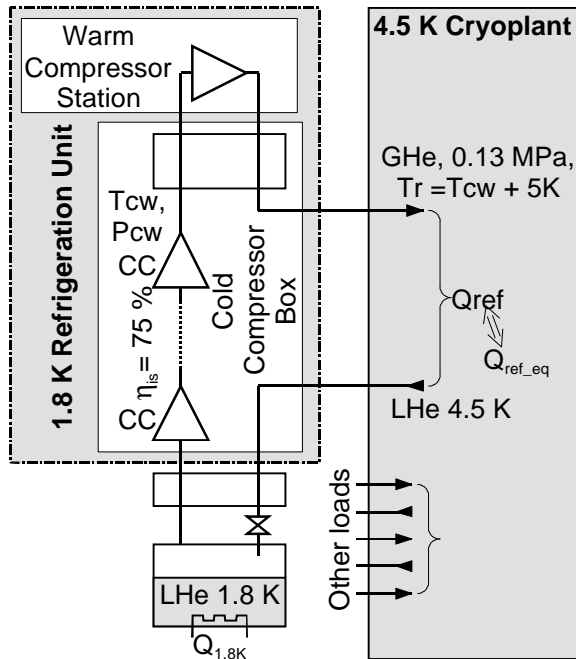 Warm
Compressor
Station
4.5 K Cryoplant
1.8 K Refrigeration Unit
Tcw,
Pcw
CC
ηis= 75 %
CC
Cold
Compressor
Box
GHe, 0.13 MPa,
Tr =Tcw + 5K
Qref
Qref_eq
LHe 4.5 K
Other loads
LHe 1.8 K
Q1.8K